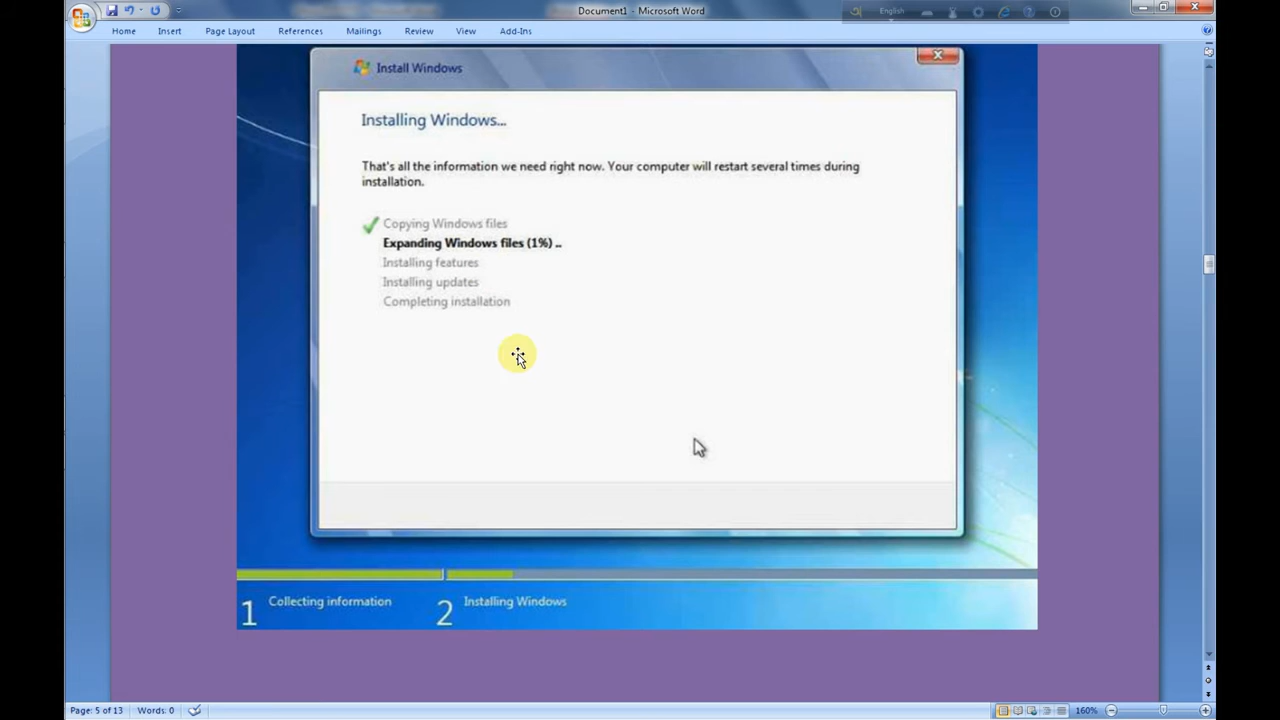 Document1 - Microsoft Word
English
Home Insert Page Layout References Mailings Review View Add-Ins
Install Windows
Installing Windows...
That's all the information we need right now. Your computer will restart several times during
installation.
Copying Windows files
Expanding Windows files (1%) ..
Installing features
Installing updates
Completing installation
1 Collecting information 2 Installing Windows
Page: 5 of 13 Words: 0 160%